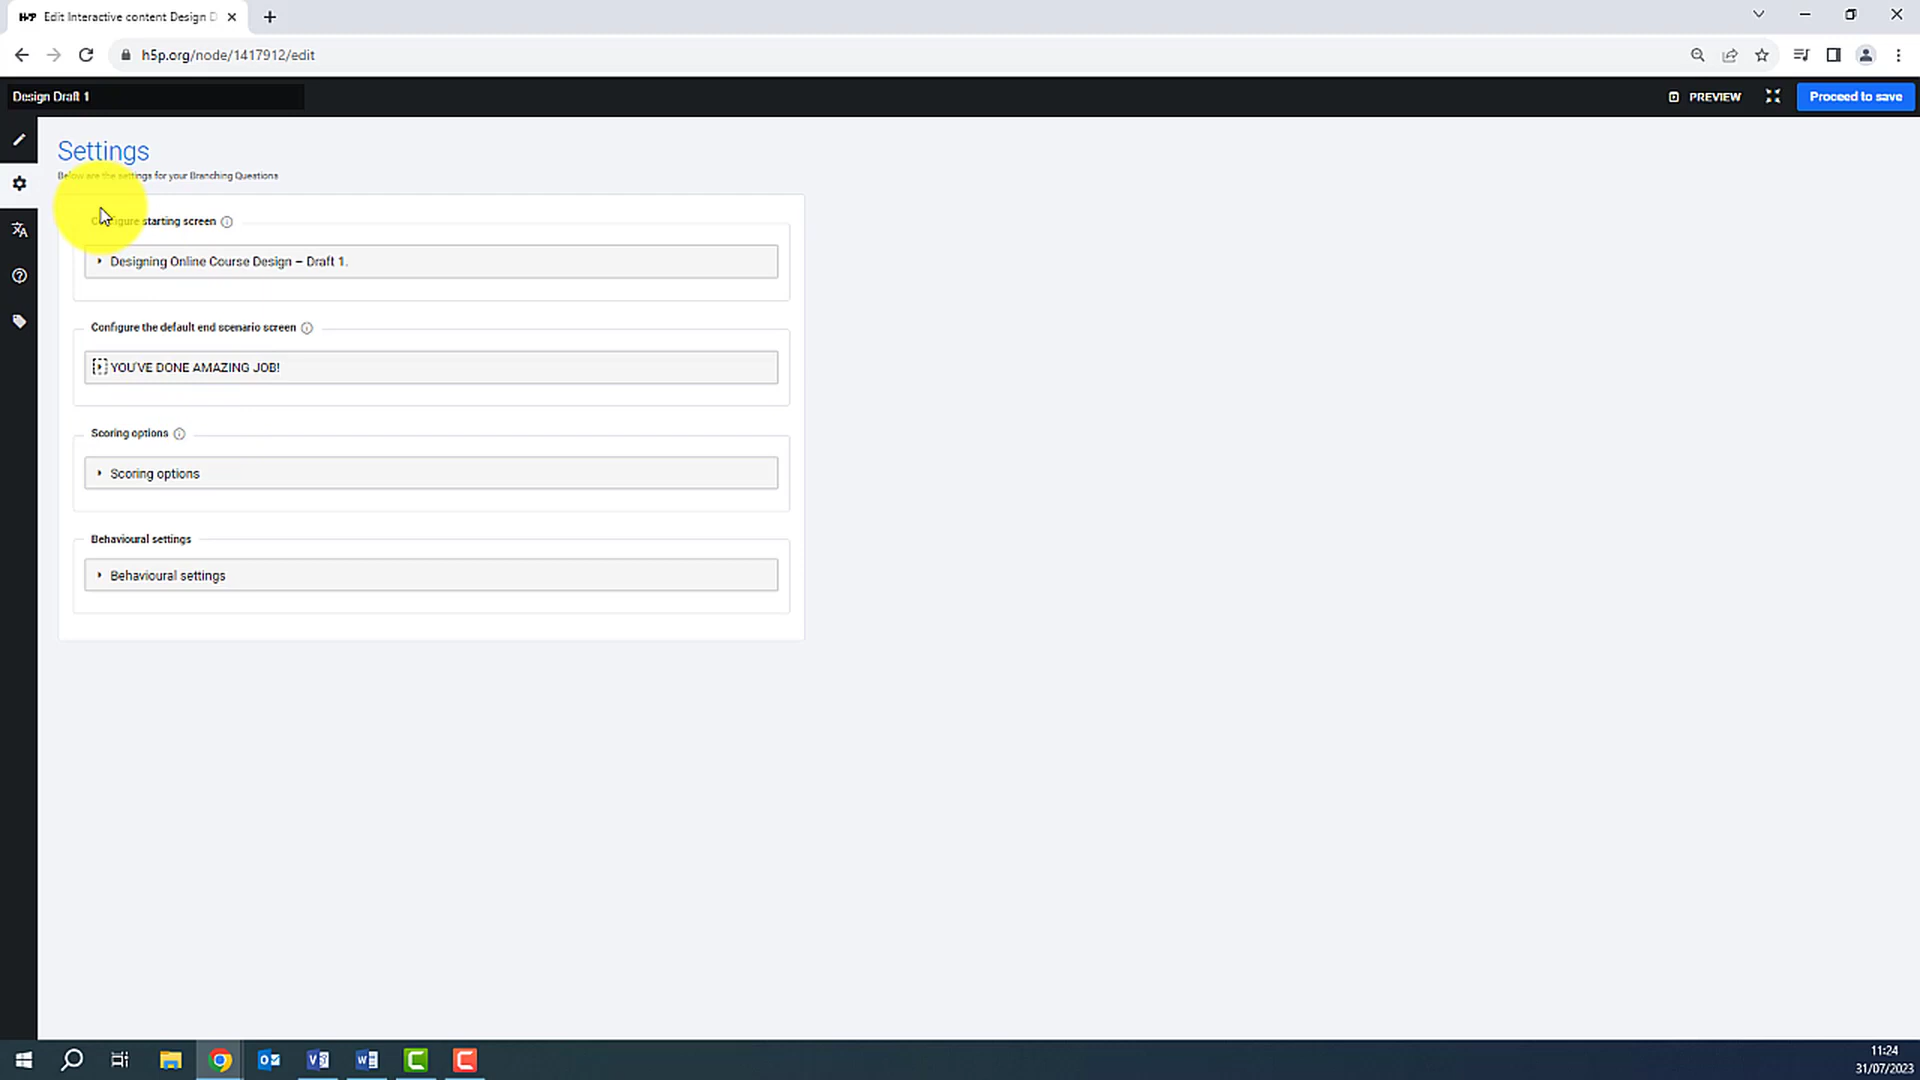 H-P Edit Interactive content Design D
h5p.org/node/1417912/edit
Design Draft 1
PREVIEW
Proceed to save
Settings
Below are the settings for your Branching Questions
Configure starting screen
Designing Online Course Design – Draft 1.
Configure the default end scenario screen
YOU'VE DONE AMAZING JOB!
Scoring options
Scoring options
Behavioural settings
Behavioural settings
11:24
31/07/2023